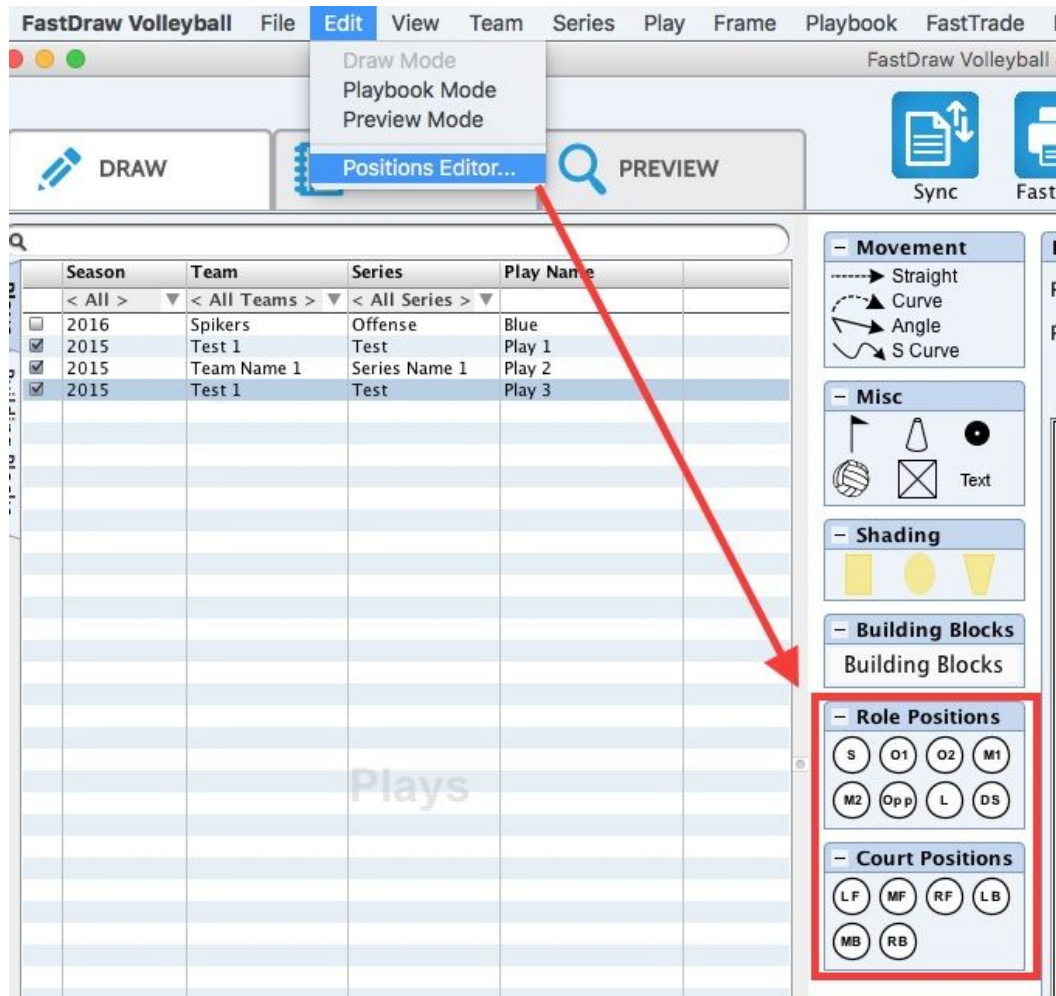 FastDraw Volleyball File Edit View Team Series Play Frame Playbook FastTrade
FastDraw Volleyball
Draw Mode
Playbook Mode
Preview Mode
Positions Editor...
DRAW
PREVIEW
Sync
Fast
Season Team Series Play Name
< All > < All Teams > < All Series >
2016 Spikers Offense Blue
2015 Test 1 Test Play 1
2015 Team Name 1 Series Name 1 Play 2
2015 Test 1 Test Play 3
Plays
– Movement
Straight
Curve
Angle
S Curve
– Misc
Text
– Shading
– Building Blocks
Building Blocks
– Role Positions
S O1 O2 M1
M2 Opp L DS
– Court Positions
LF MF RF LB
MB RB